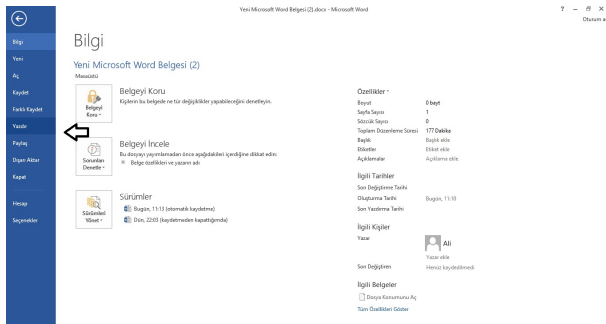 Yeni Microsoft Word Belgesi (2).docx - Microsoft Word
Oturum a
Bilgi
Yeni
Aç
Kaydet
Farklı Kaydet
Yazdır
Paylaş
Dışarı Aktar
Kapat
Hesap
Seçenekler
Bilgi
Yeni Microsoft Word Belgesi (2)
Masaüstü
Belgeyi Koru
Belgeyi Koru
Kişilerin bu belgesle ne tür değişiklikler yapabileceğini denetleyin.
Sorunları Denetle
Belgeyi İncele
Bu dosyayı yayımlamadan önce aşağıdakileri içerdiğine dikkat edin:
Belge özellikleri ve yazarın adı
Sürümleri Yönet
Sürümler
Bugün, 11:13 (otomatik kaydetme)
Dün, 22:03 (kaydetmeden kapattığımda)
Özellikler
Boyut 0 bayt
Sayfa Sayısı 1
Sözcük Sayısı 0
Toplam Düzenleme Süresi 177 Dakika
Başlık Başlık ekle
Etiketler Etiket ekle
Açıklamalar Açıklama ekle
İlgili Tarihler
Son Değiştirme Tarihi
Oluşturma Tarihi Bugün, 11:10
Son Yazdırma Tarihi
İlgili Kişiler
Yazar Ali
Yazar ekle
Son Değiştiren Henüz kaydedilmedi
İlgili Belgeler
Dosya Konumunu Aç
Tüm Özellikleri Göster